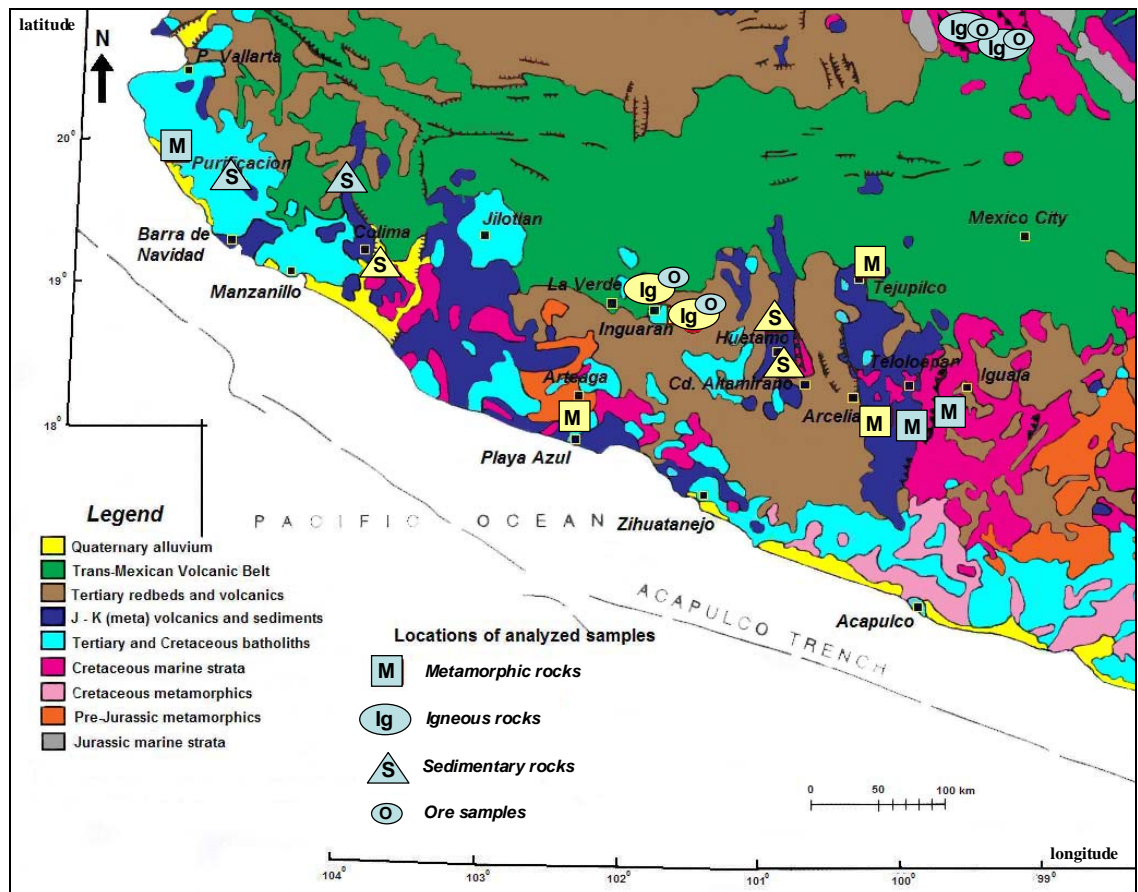 latitude
N
P. Vallarta
Ig O O
Ig
20°
M
Purificacion
S
S
Jilotlan
Mexico City
Barra de
Navidad
Colima
S
M
19°
Manzanillo
La Verde
Ig O
Tejupilco
Inguaran
Ig O
S
Huetamo
S
Teloloapan
Iguala
Arteaga
Cd. Altamirano
Arcelia
18°
M
M
M
M
Playa Azul
Zihuatanejo
PACIFIC OCEAN
ACAPULCO TRENCH
Acapulco
Legend
Quaternary alluvium
Trans-Mexican Volcanic Belt
Tertiary redbeds and volcanics
J - K (meta) volcanics and sediments
Tertiary and Cretaceous batholiths
Cretaceous marine strata
Cretaceous metamorphics
Pre-Jurassic metamorphics
Jurassic marine strata
Locations of analyzed samples
M Metamorphic rocks
Ig Igneous rocks
S Sedimentary rocks
O Ore samples
0 50 100 km
longitude
104° 103° 102° 101° 100° 99°